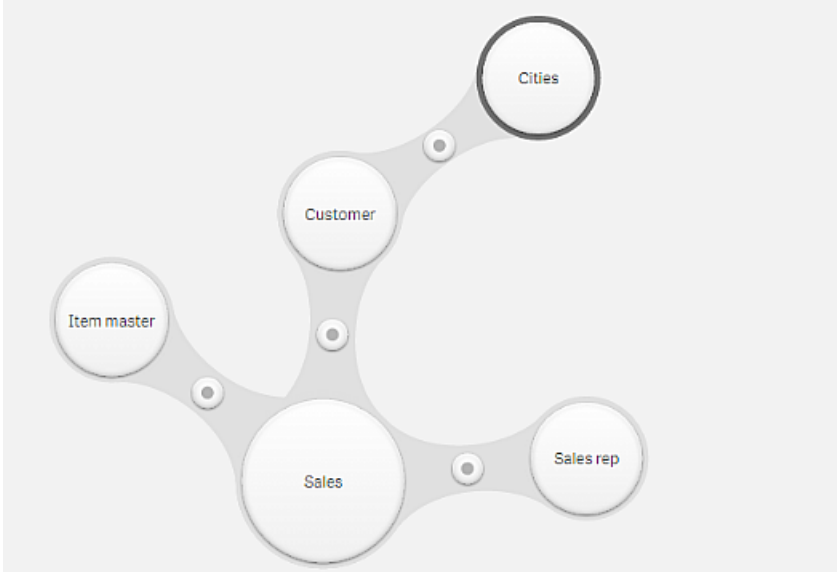 Cities
Customer
Item master
Sales rep
Sales